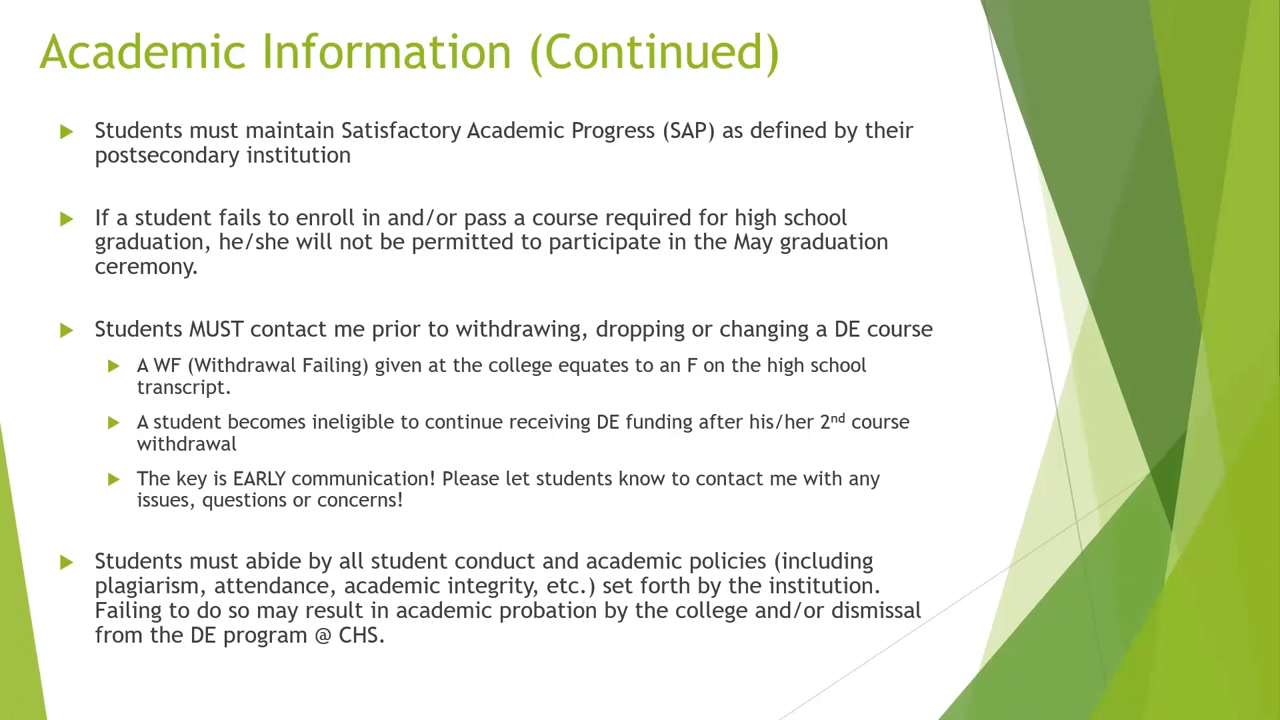 Academic Information (Continued)
Students must maintain Satisfactory Academic Progress (SAP) as defined by their
postsecondary institution
If a student fails to enroll in and/or pass a course required for high school
graduation, he/she will not be permitted to participate in the May graduation
ceremony.
Students MUST contact me prior to withdrawing, dropping or changing a DE course
A WF (Withdrawal Failing) given at the college equates to an F on the high school
transcript.
A student becomes ineligible to continue receiving DE funding after his/her 2nd course
withdrawal
The key is EARLY communication! Please let students know to contact me with any
issues, questions or concerns!
Students must abide by all student conduct and academic policies (including
plagiarism, attendance, academic integrity, etc.) set forth by the institution.
Failing to do so may result in academic probation by the college and/or dismissal
from the DE program @ CHS.